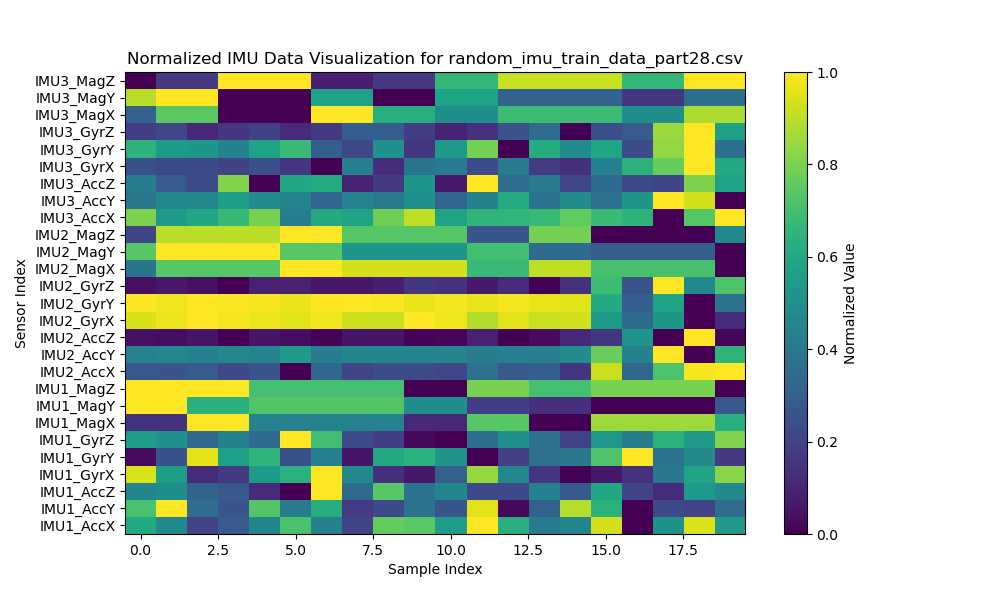 Normalized IMU Data Visualization for random_imu_train_data_part28.csv
IMU3_MagZ
IMU3_MagY
IMU3_MagX
IMU3_GyrZ
IMU3_GyrY
IMU3_GyrX
IMU3_AccZ
IMU3_AccY
IMU3_AccX
IMU2_MagZ
IMU2_MagY
IMU2_MagX
IMU2_GyrZ
IMU2_GyrY
IMU2_GyrX
IMU2_AccZ
IMU2_AccY
IMU2_AccX
IMU1_MagZ
IMU1_MagY
IMU1_MagX
IMU1_GyrZ
IMU1_GyrY
IMU1_GyrX
IMU1_AccZ
IMU1_AccY
IMU1_AccX
Sensor Index
0.0 2.5 5.0 7.5 10.0 12.5 15.0 17.5
Sample Index
1.0
0.8
0.6
0.4
0.2
0.0
Normalized Value